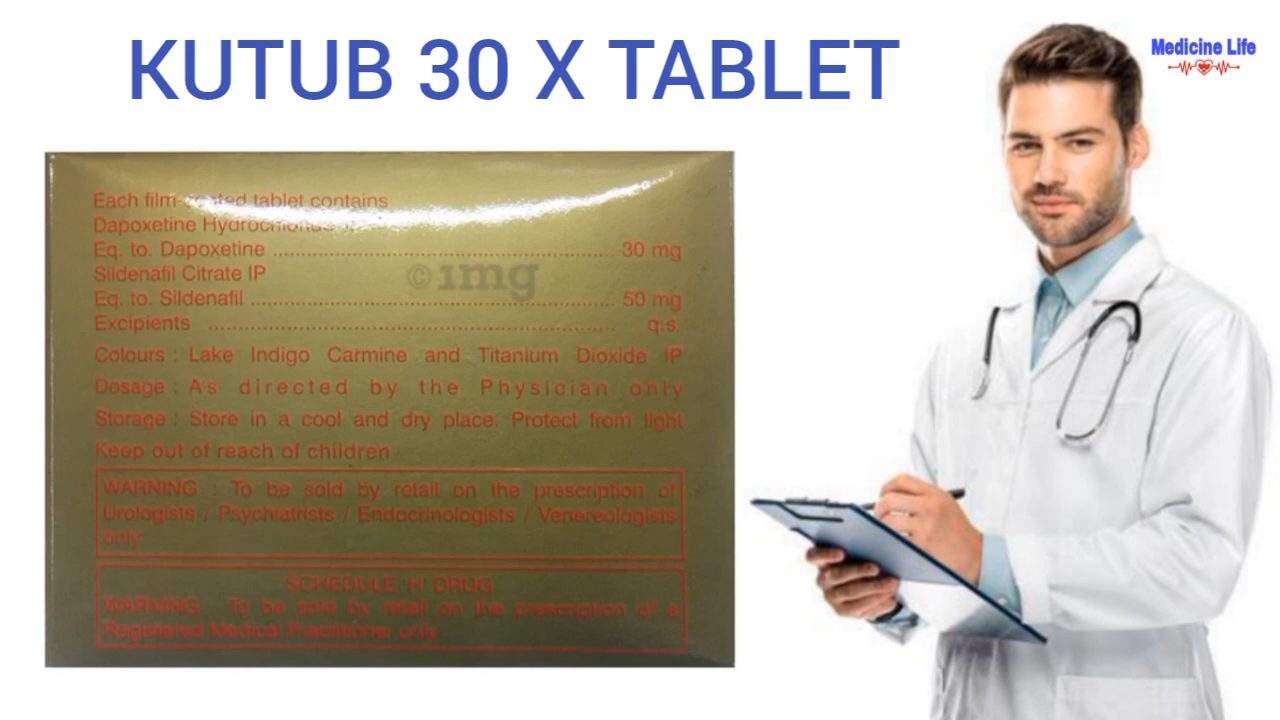 KUTUB 30 X TABLET
Medicine Life
Each film-coated tablet contains
Dapoxetine Hydrochloride
Eq. to. Dapoxetine ........................................................ 30 mg
©1mg
Sildenafil Citrate IP
Eq. to. Sildenafil ............................................................ 50 mg
Excipients ................................................................... q.s.
Colours : Lake Indigo Carmine and Titanium Dioxide IP
Dosage : As directed by the Physician only
Storage : Store in a cool and dry place. Protect from light
Keep out of reach of children
WARNING : To be sold by retail on the prescription of
Urologists / Psychiatrists / Endocrinologists / Venereologists
only
SCHEDULE 'H' DRUG
WARNING : To be sold by retail on the prescription of a
Registered Medical Practitioner only